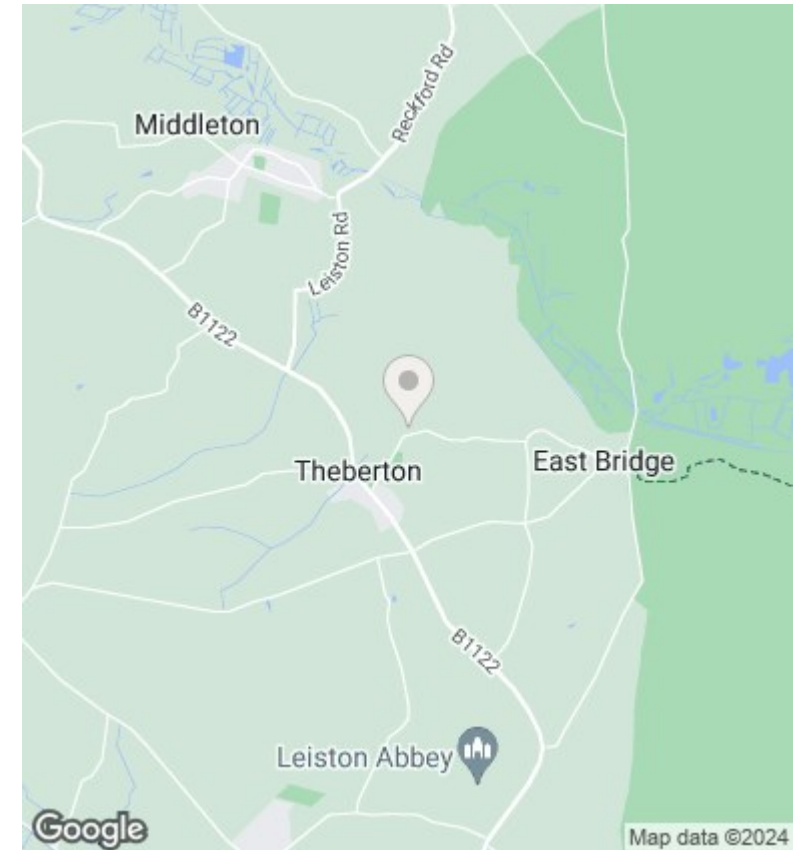 Middleton
Reckford Rd
Leiston Rd
B1122
Theberton
East Bridge
B1122
Leiston Abbey
Google
Map data ©2024